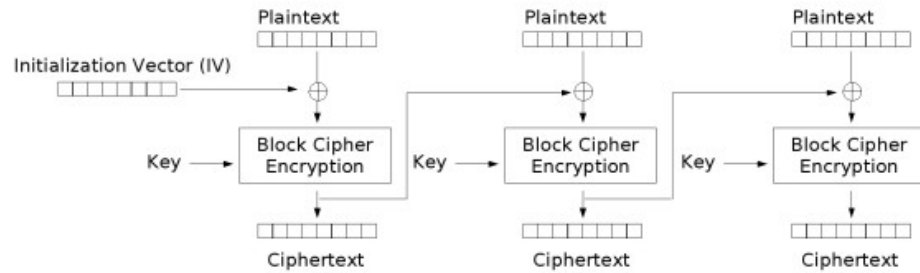 Plaintext Plaintext Plaintext
Initialization Vector (IV)
Key Block Cipher Encryption Key Block Cipher Encryption Key Block Cipher Encryption
Ciphertext Ciphertext Ciphertext